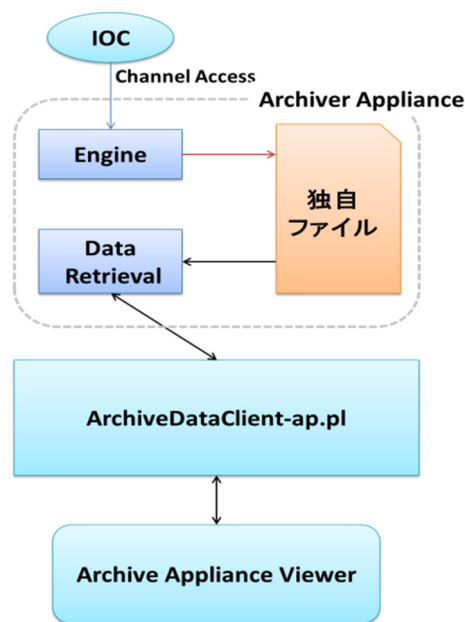 IOC
Channel Access
Archiver Appliance
Engine
独自
ファイル
Data
Retrieval
ArchiveDataClient-ap.pl
Archive Appliance Viewer